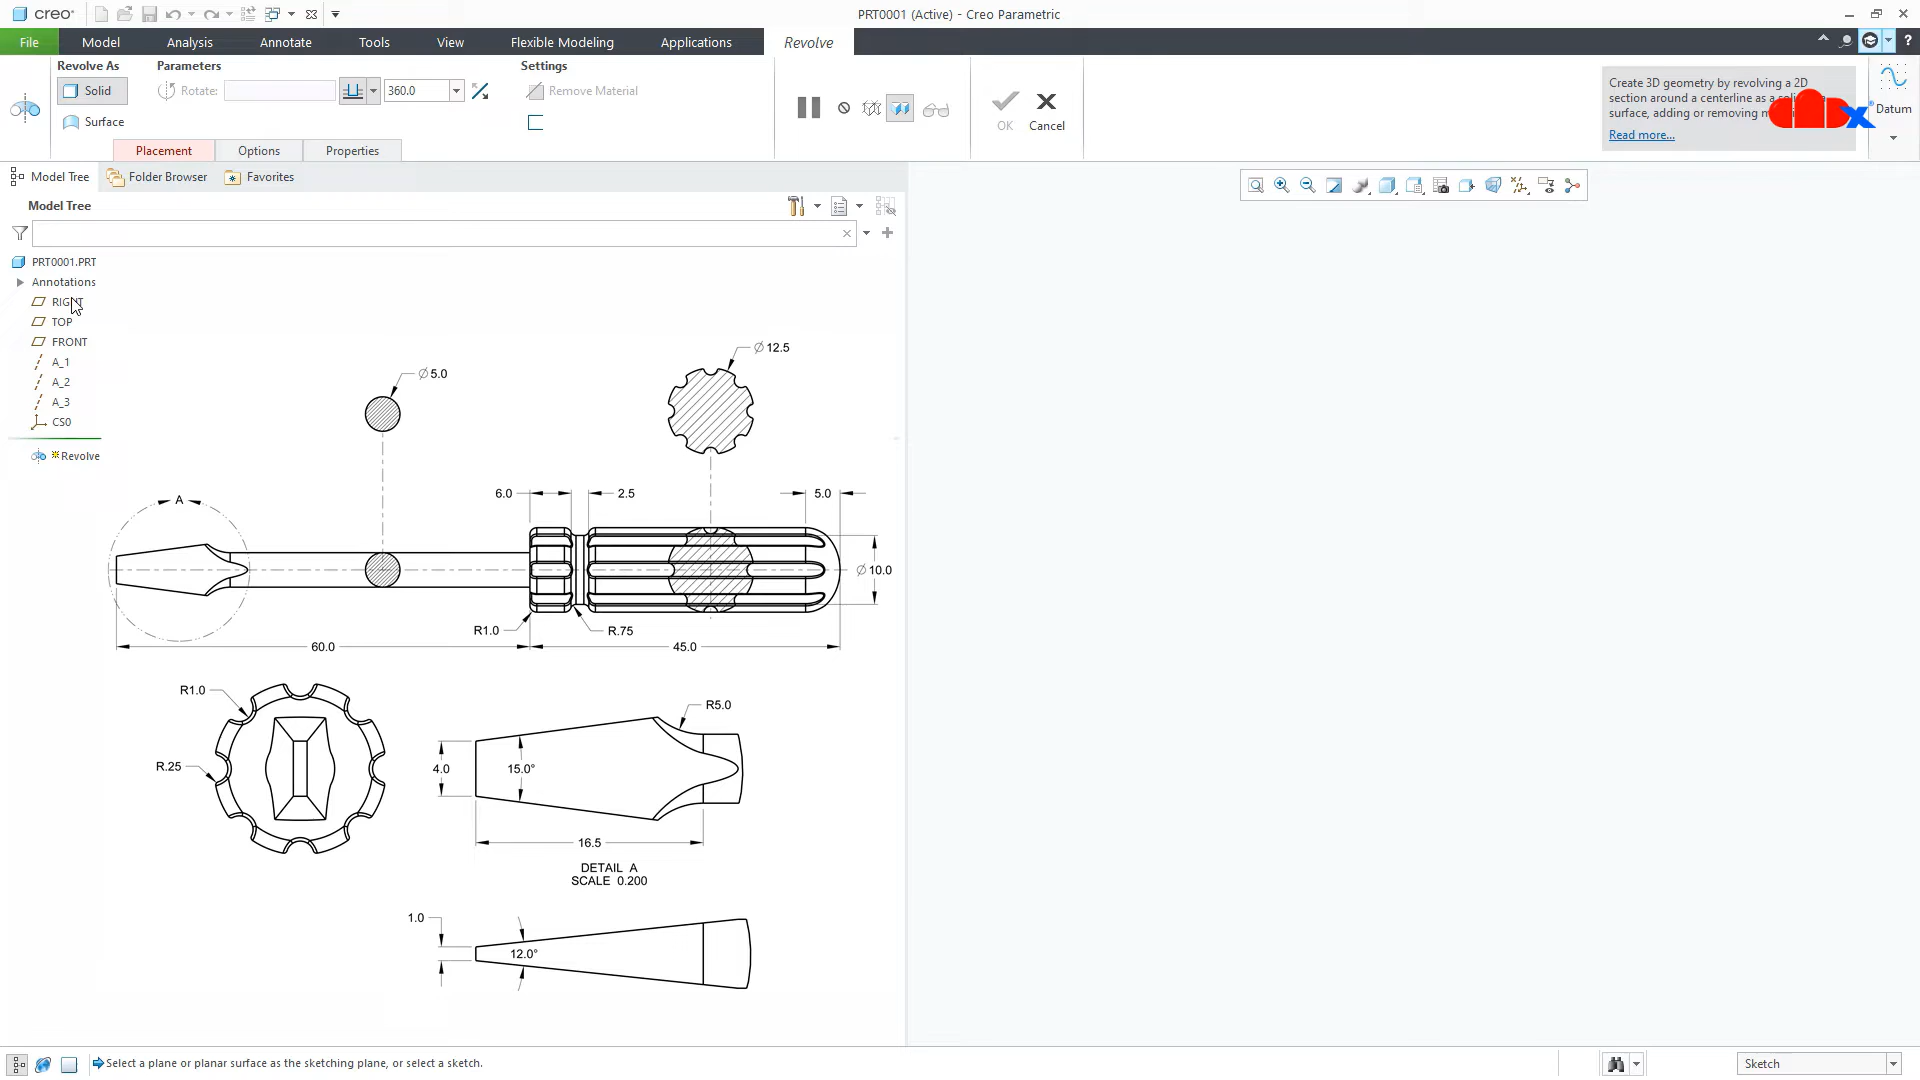 creo®
PRT0001 (Active) - Creo Parametric
File
Model
Analysis
Annotate
Tools
View
Flexible Modeling
Applications
Revolve
?
Revolve As
Parameters
Settings
Solid
Rotate:
360.0
Remove Material
Surface
OK
Cancel
Create 3D geometry by revolving a 2D
section around a centerline as a
surface, adding or removing
Read more...
Datum
Placement
Options
Properties
Model Tree
Folder Browser
Favorites
Model Tree
PRT0001.PRT
Annotations
RIGHT
TOP
FRONT
A_1
A_2
A_3
CS0
Revolve
∅5.0
∅12.5
A
6.0
2.5
5.0
∅10.0
R1.0
R.75
60.0
45.0
R1.0
R5.0
R.25
4.0
15.0°
16.5
DETAIL A
SCALE 0.200
1.0
12.0°
Select a plane or planar surface as the sketching plane, or select a sketch.
Sketch